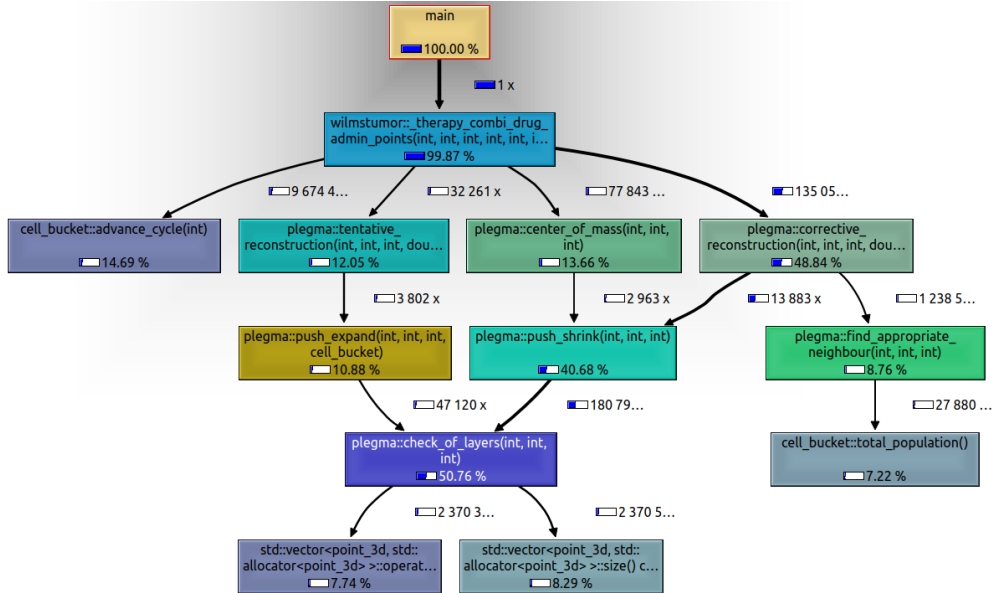 main
100.00 %
1 x
wilmstumor::_therapy_combi_drug_
admin_points(int, int, int, int, int, i...
99.87 %
9 674 4...
32 261 x
77 843 ...
135 05...
cell_bucket::advance_cycle(int)
14.69 %
plegma::tentative_
reconstruction(int, int, int, dou...
12.05 %
plegma::center_of_mass(int, int,
int)
13.66 %
plegma::corrective_
reconstruction(int, int, int, dou...
48.84 %
3 802 x
2 963 x
13 883 x
1 238 5...
plegma::push_expand(int, int, int,
cell_bucket)
10.88 %
plegma::push_shrink(int, int, int)
40.68 %
plegma::find_appropriate_
neighbour(int, int, int)
8.76 %
47 120 x
180 79...
27 880 ...
plegma::check_of_layers(int, int,
int)
50.76 %
cell_bucket::total_population()
7.22 %
2 370 3...
2 370 5...
std::vector<point_3d, std::
allocator<point_3d> >::operat...
7.74 %
std::vector<point_3d, std::
allocator<point_3d> >::size() c...
8.29 %